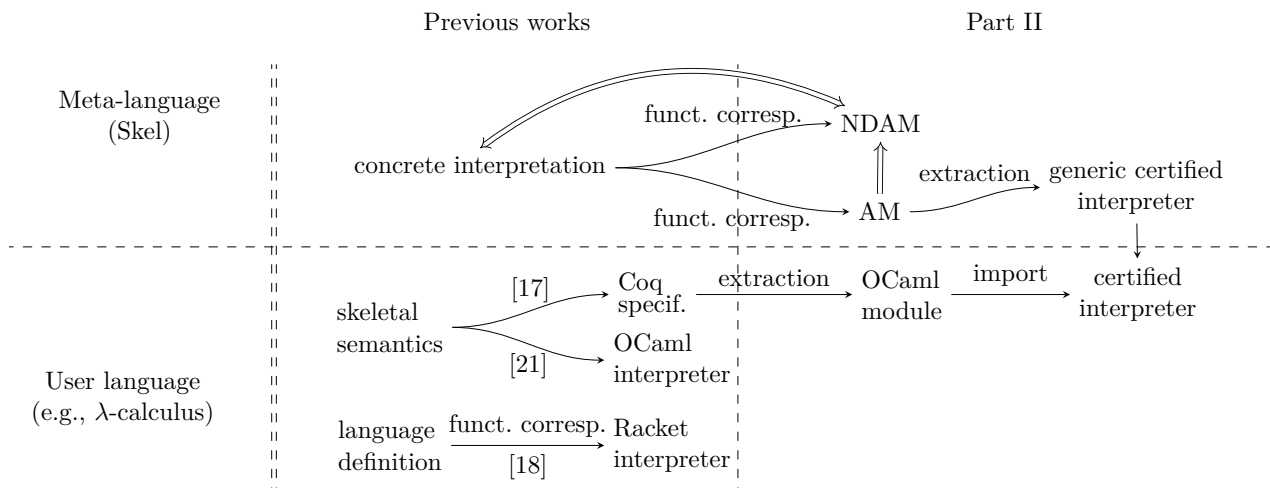 Previous works
Part II
Meta-language
(Skel)
funct. corresp.
NDAM
concrete interpretation
extraction
generic certified
interpreter
AM
funct. corresp.
[17]
Coq
specif.
extraction
OCaml
module
import
certified
interpreter
skeletal
semantics
[21]
OCaml
interpreter
User language
(e.g., λ-calculus)
language
definition
funct. corresp.
[18]
Racket
interpreter